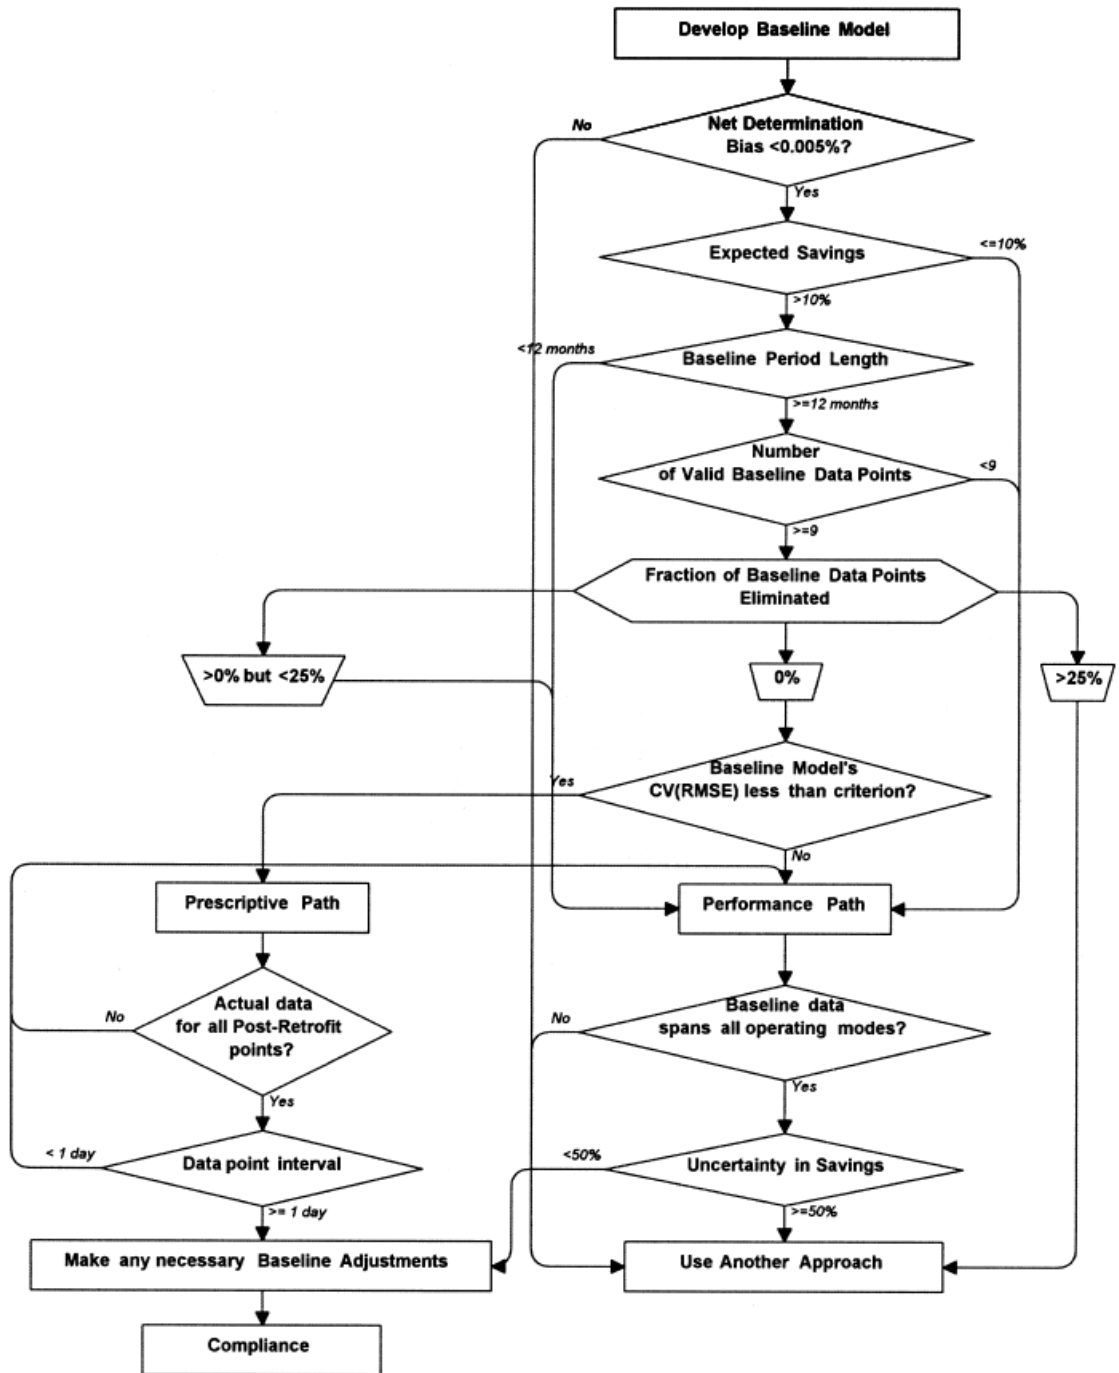 Develop Baseline Model
No
Net Determination
Bias <0.005%?
Yes
Expected Savings
<=10%
>10%
<12 months
Baseline Period Length
>=12 months
Number
of Valid Baseline Data Points
<9
>=9
Fraction of Baseline Data Points
Eliminated
>0% but <25%
0%
>25%
Yes
Baseline Model's
CV(RMSE) less than criterion?
No
Prescriptive Path
Performance Path
No
Actual data
for all Post-Retrofit
points?
Yes
No
Baseline data
spans all operating modes?
Yes
< 1 day
Data point interval
>= 1 day
<50%
Uncertainty in Savings
>=50%
Make any necessary Baseline Adjustments
Use Another Approach
Compliance